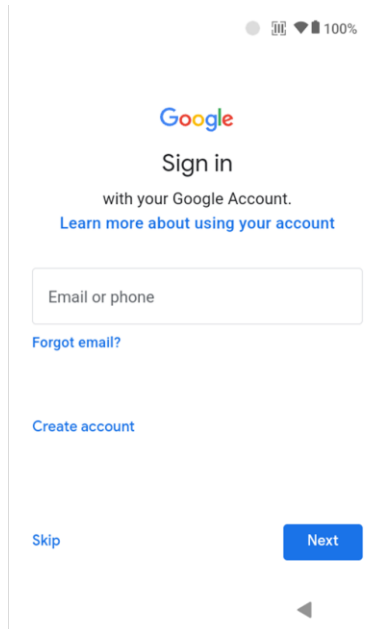 100%
Google
Sign in
with your Google Account.
Learn more about using your account
Email or phone
Forgot email?
Create account
Skip
Next